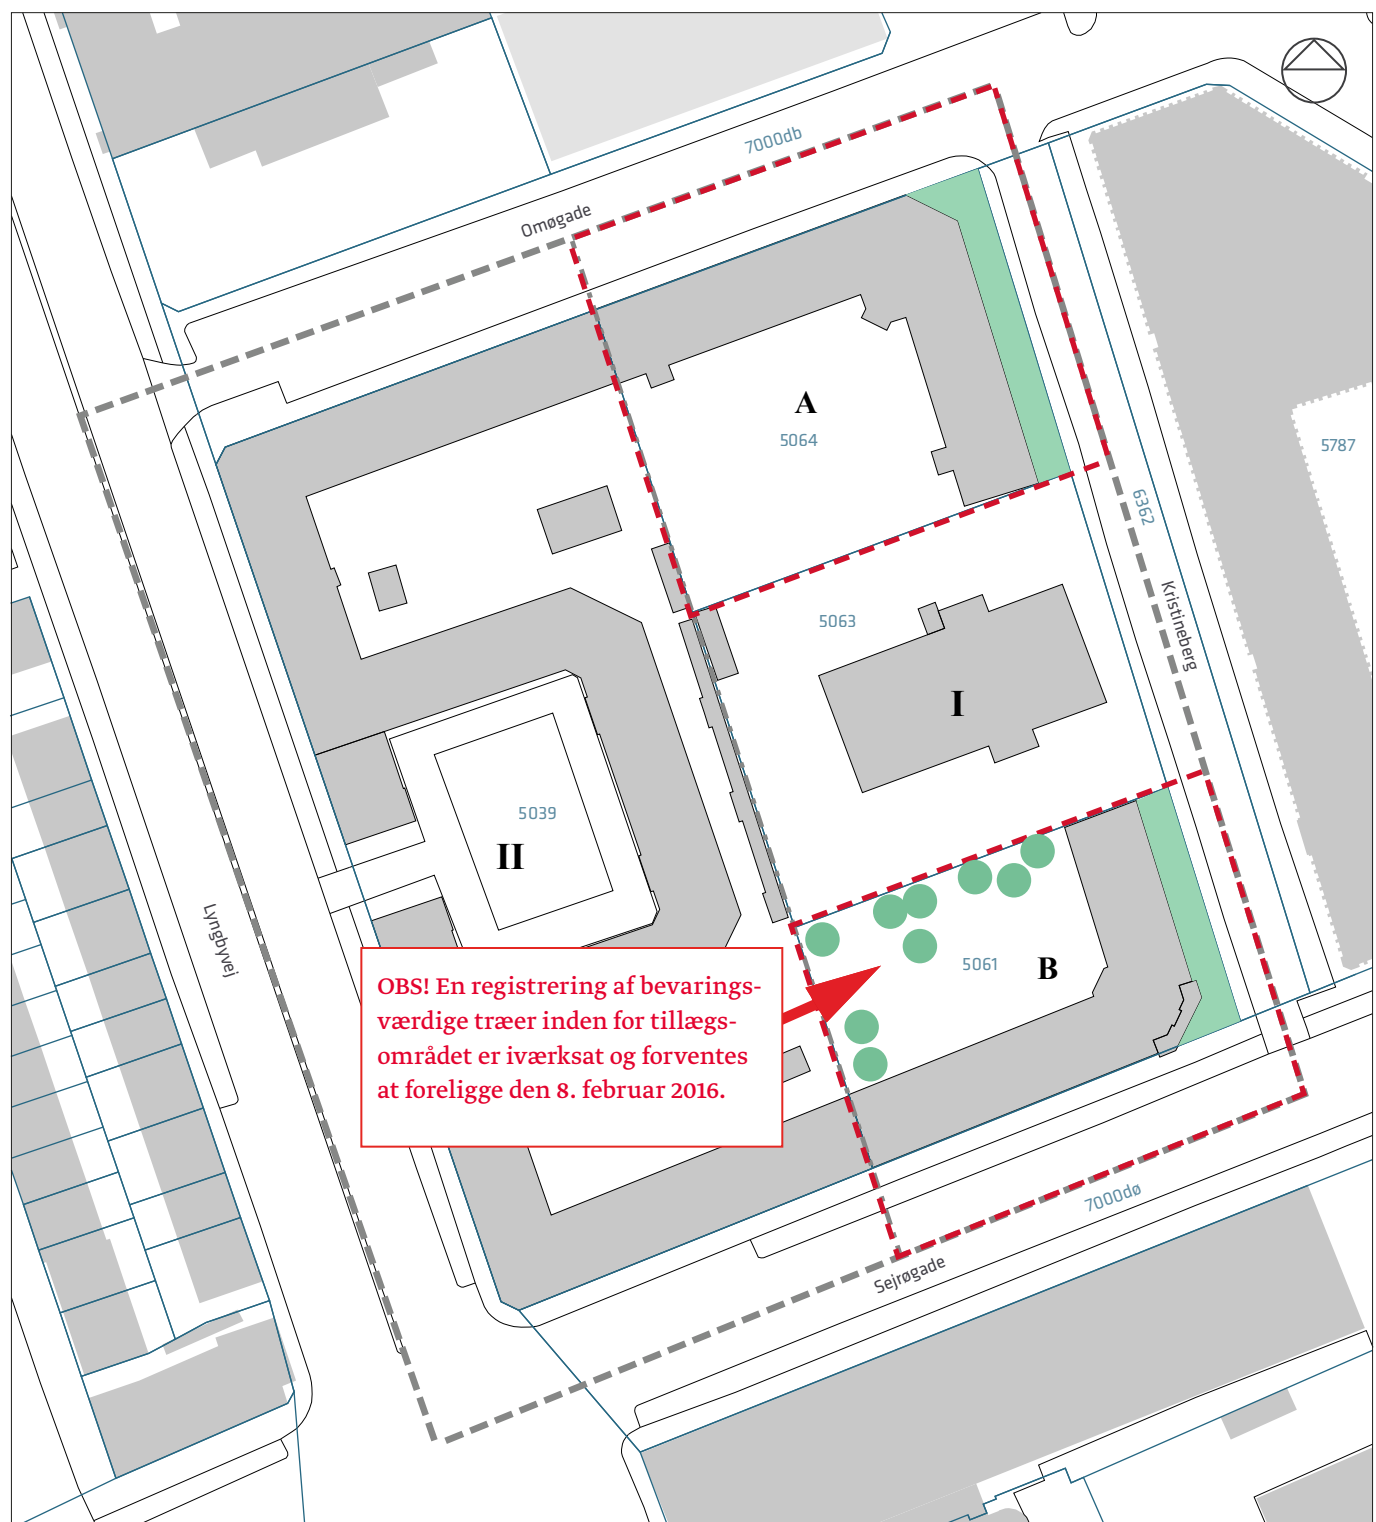 7000db
Omøgade
A
5064
5787
6362
5063
Kristineberg
I
5039
II
Lyngbyvej
5061
B
OBS! En registrering af bevarings-
værdige træer inden for tillægs-
området er iværksat og forventes
at foreligge den 8. februar 2016.
7000dø
Sejrøgade